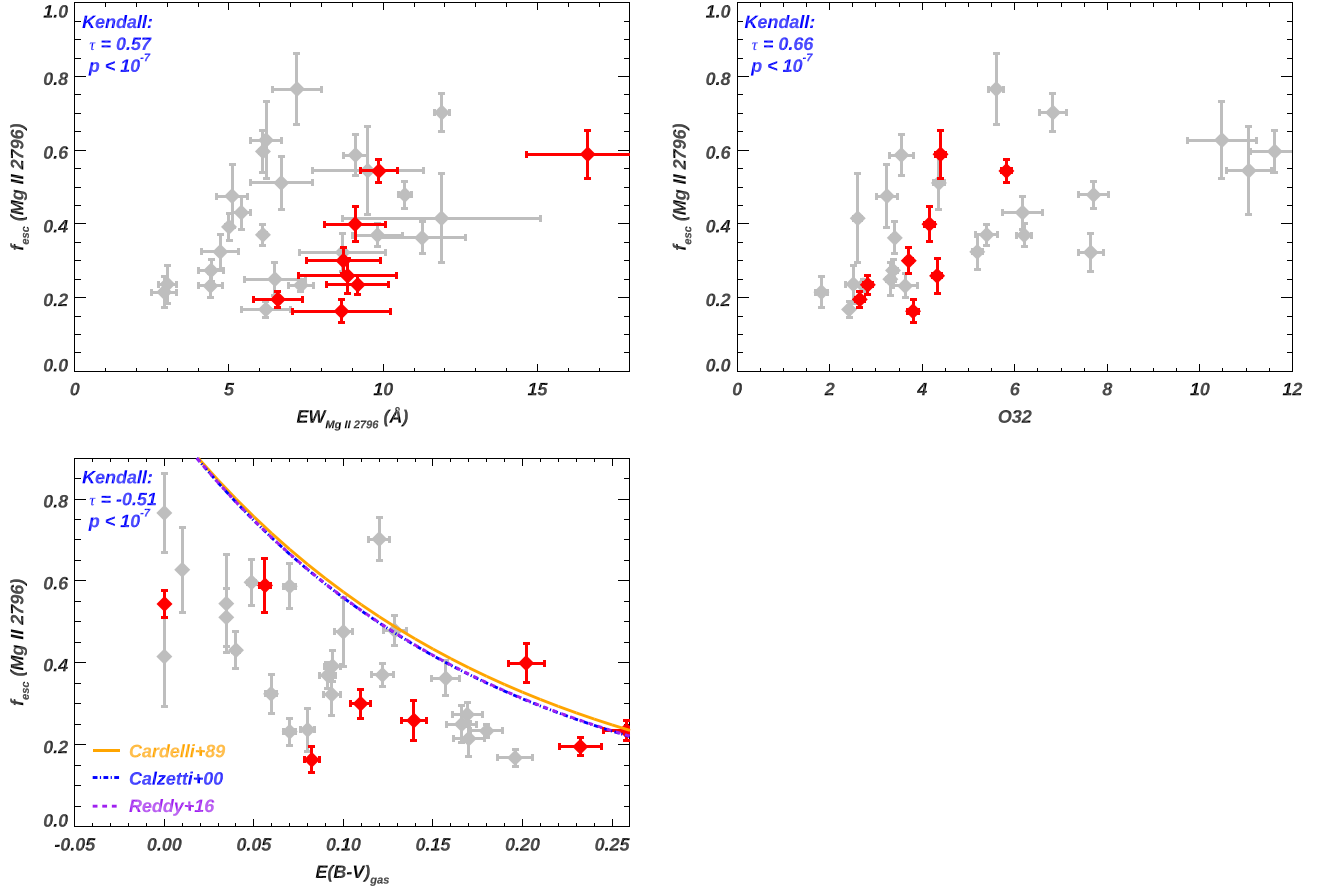 Kendall:
τ = 0.57
p < 10⁻⁷
1.0
0.8
0.6
0.4
0.2
0.0
f_esc (Mg II 2796)
0 5 10 15
EW_Mg II 2796 (Å)
Kendall:
τ = 0.66
p < 10⁻⁷
1.0
0.8
0.6
0.4
0.2
0.0
f_esc (Mg II 2796)
0 2 4 6 8 10 12
O32
Kendall:
τ = -0.51
p < 10⁻⁷
0.8
0.6
0.4
0.2
0.0
f_esc (Mg II 2796)
Cardelli+89
Calzetti+00
Reddy+16
-0.05 0.00 0.05 0.10 0.15 0.20 0.25
E(B-V)_gas